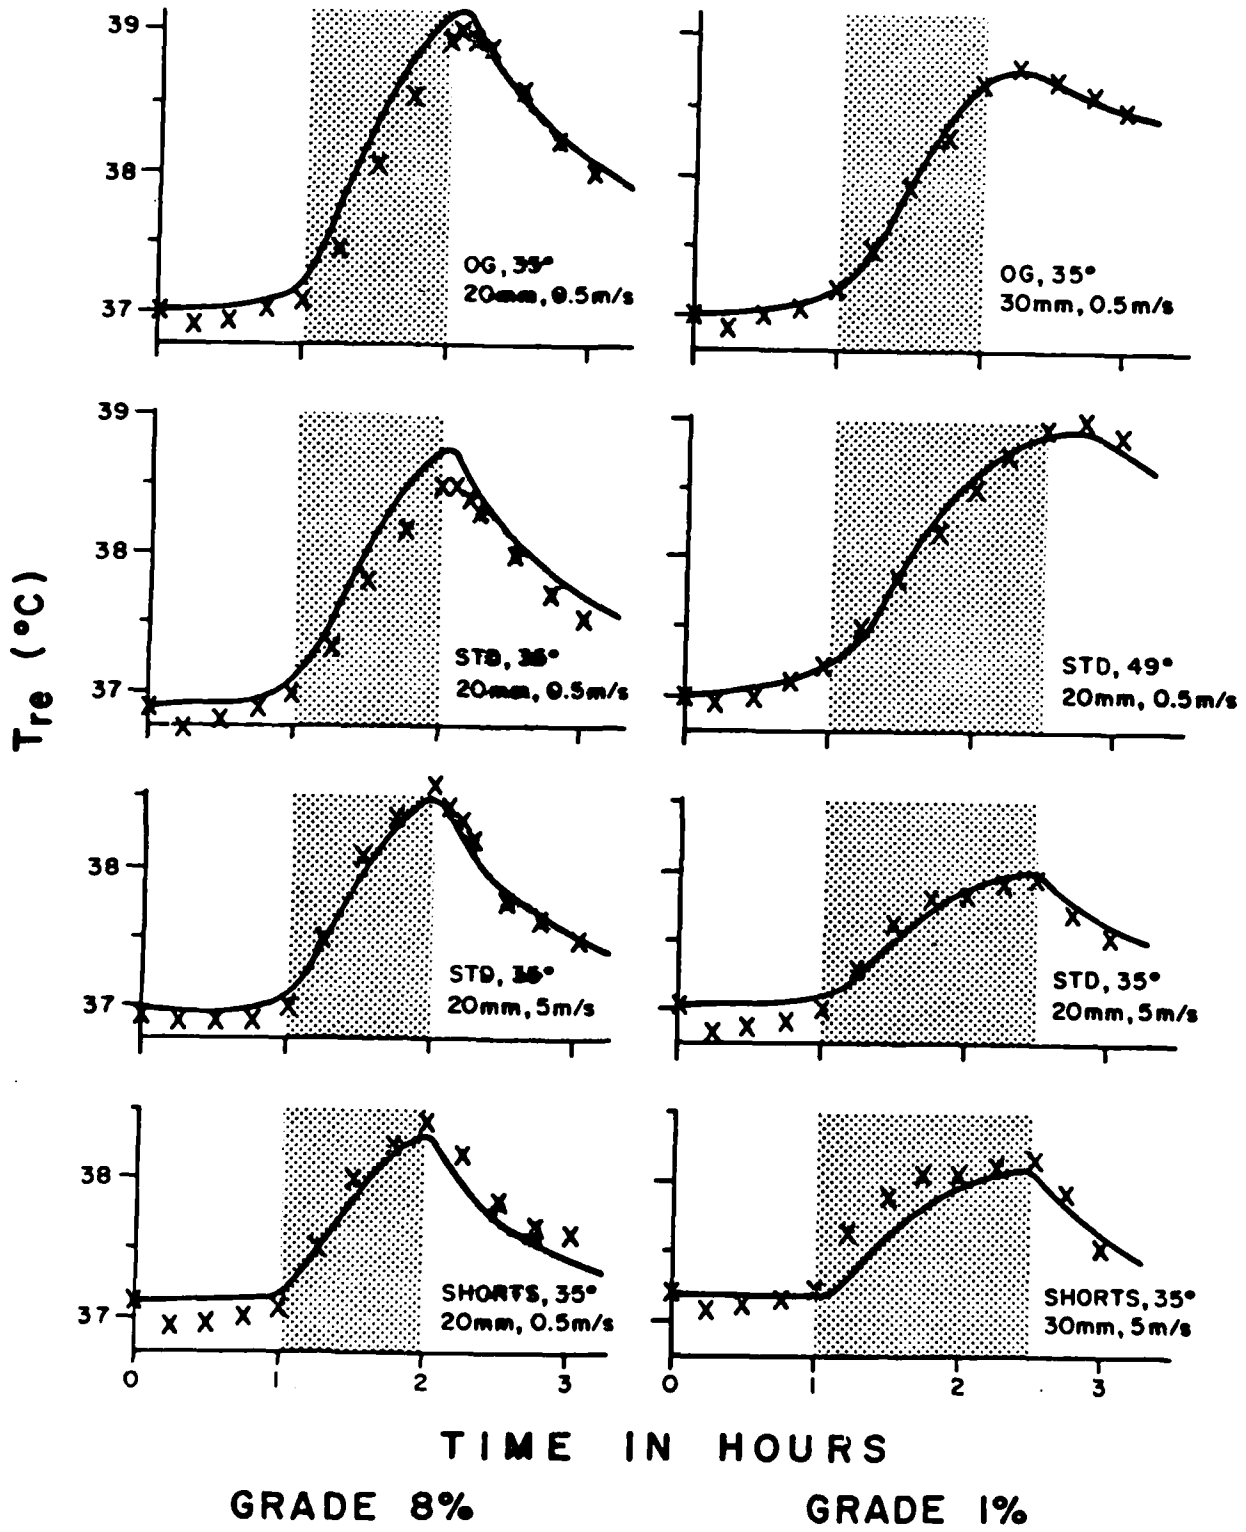 39
38
37
OG, 35°
20mm, 0.5m/s
OG, 35°
30mm, 0.5m/s
39
38
37
STD, 35°
20mm, 0.5m/s
STD, 49°
20mm, 0.5m/s
Tre (°C)
38
37
STD, 35°
20mm, 5m/s
STD, 35°
20mm, 5m/s
38
37
SHORTS, 35°
20mm, 0.5m/s
SHORTS, 35°
30mm, 5m/s
0 1 2 3
0 1 2 3
TIME IN HOURS
GRADE 8%
GRADE 1%